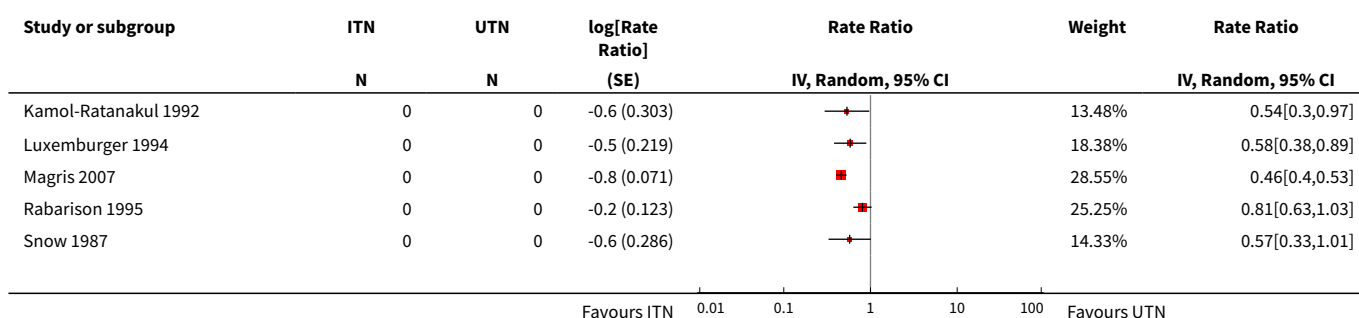 Study or subgroup ITN UTN log[Rate Ratio] Rate Ratio Weight Rate Ratio
N N (SE) IV, Random, 95% CI IV, Random, 95% CI
Kamol-Ratanakul 1992 0 0 -0.6 (0.303) 13.48% 0.54[0.3,0.97]
Luxemburger 1994 0 0 -0.5 (0.219) 18.38% 0.58[0.38,0.89]
Magris 2007 0 0 -0.8 (0.071) 28.55% 0.46[0.4,0.53]
Rabarison 1995 0 0 -0.2 (0.123) 25.25% 0.81[0.63,1.03]
Snow 1987 0 0 -0.6 (0.286) 14.33% 0.57[0.33,1.01]
Favours ITN 0.01 0.1 1 10 100 Favours UTN